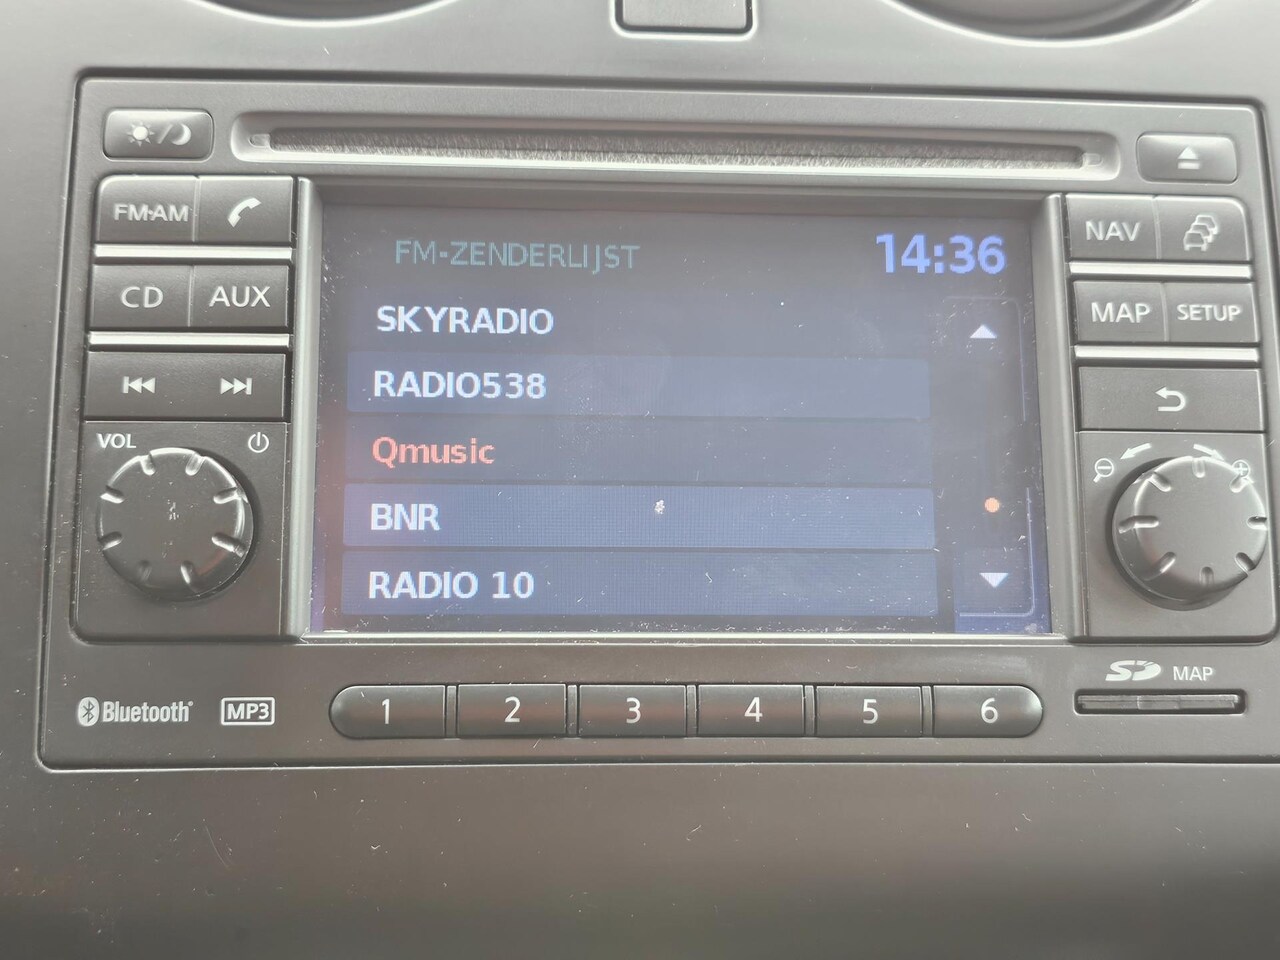 FM·AM
NAV
FM-ZENDERLIJST 14:36
CD AUX
SKYRADIO
MAP SETUP
RADIO538
VOL
Qmusic
BNR
RADIO 10
Bluetooth®
MP3
1 2 3 4 5 6
SD MAP